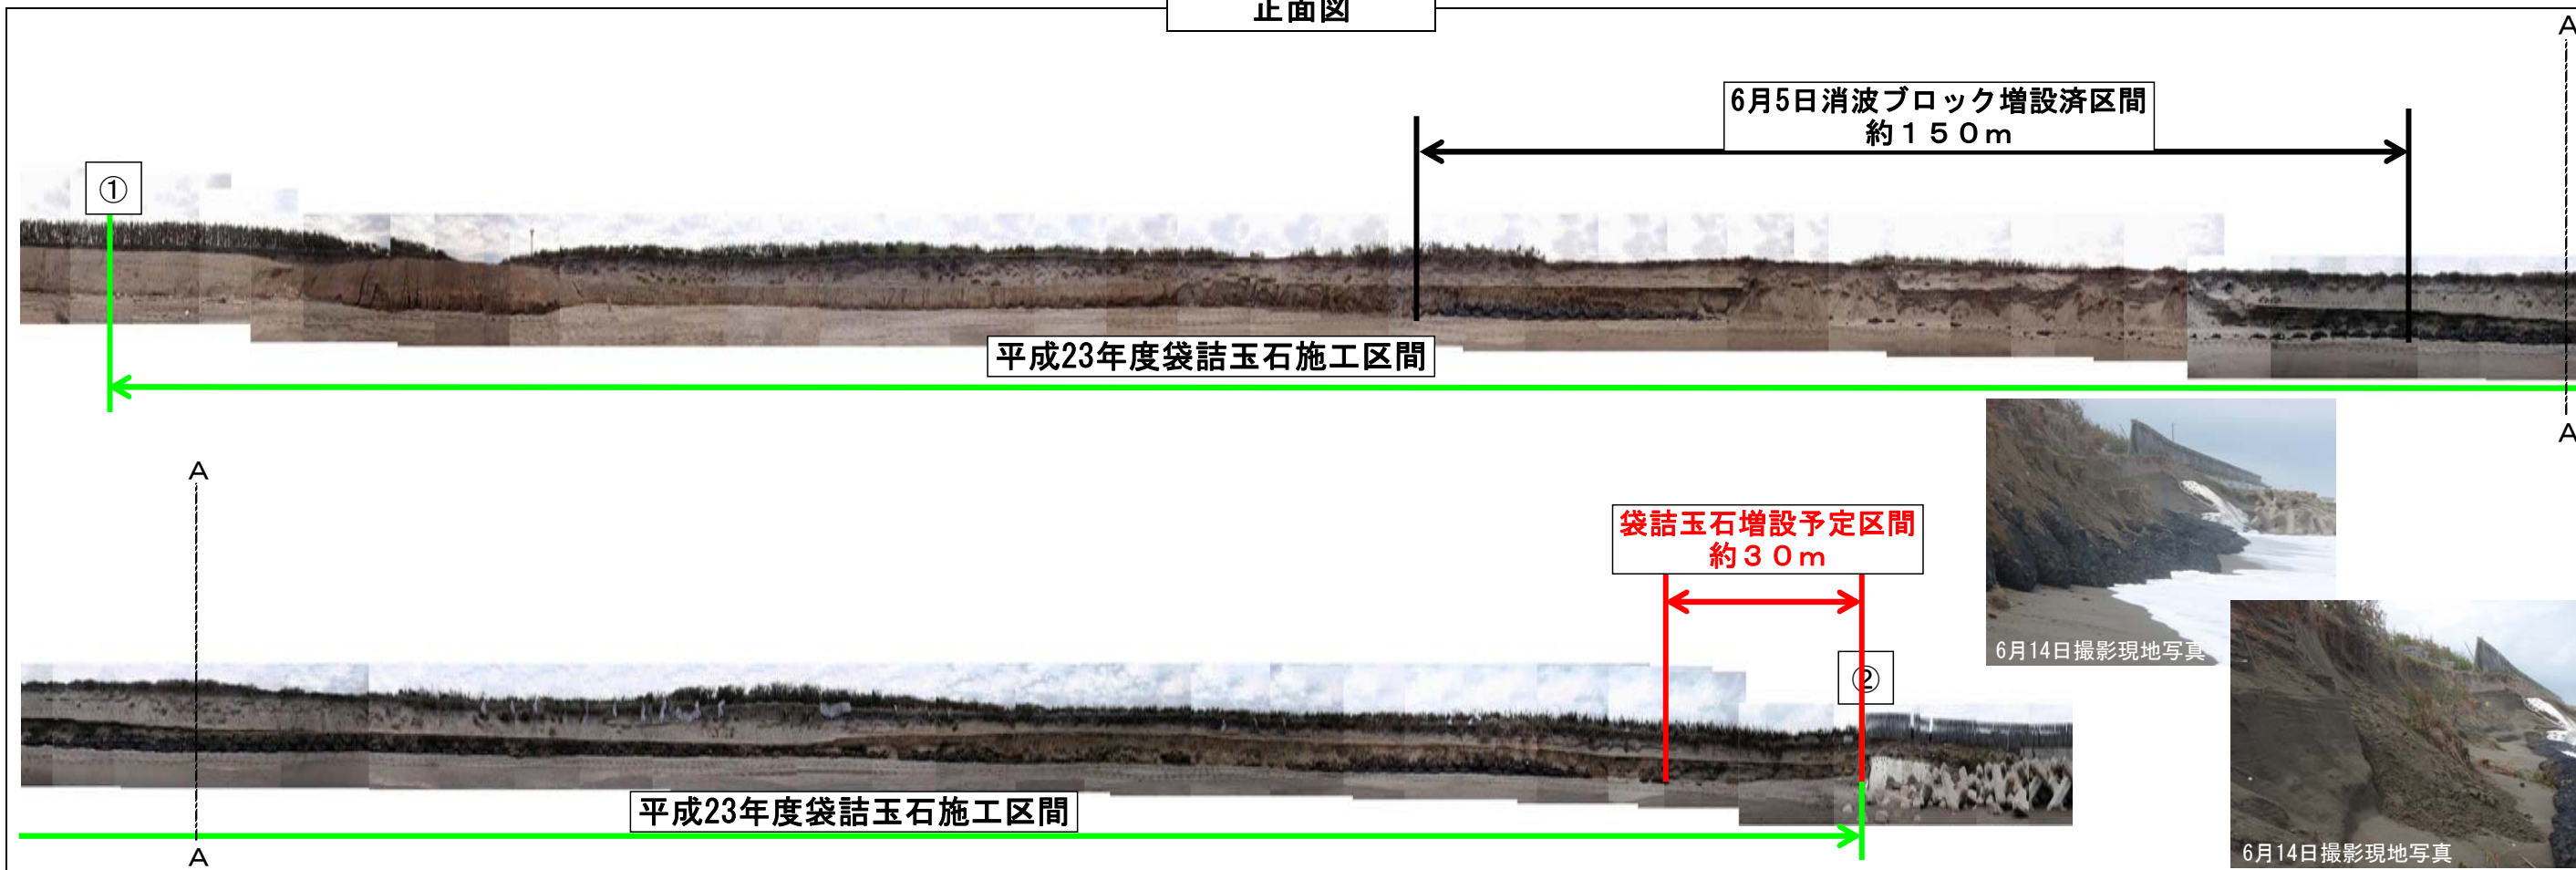 正面図
A
6月5日消波ブロック増設済区間
約１５０ｍ
①
平成23年度袋詰玉石施工区間
A
A
袋詰玉石増設予定区間
約３０ｍ
②
6月14日撮影現地写真
平成23年度袋詰玉石施工区間
A
6月14日撮影現地写真